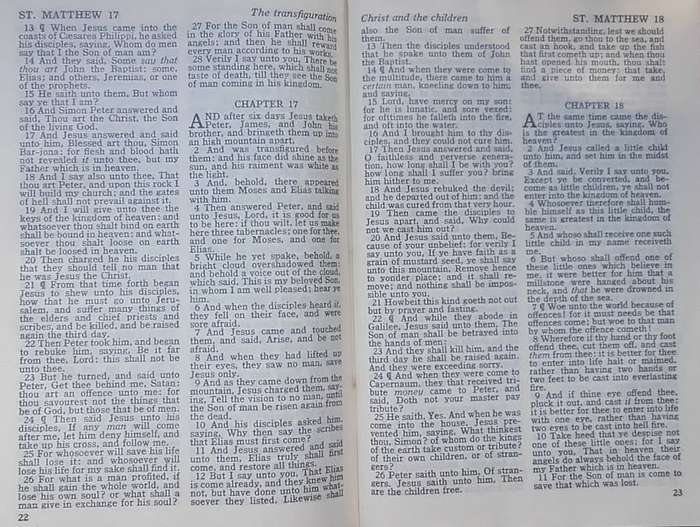 ST. MATTHEW 17
The transfiguration
13 ¶ When Jesus came into the
coasts of Cæsarea Philippi, he asked
his disciples, saying, Whom do men
say that I the Son of man am?
14 And they said, Some say that
thou art John the Baptist: some,
Elias; and others, Jeremias, or one
of the prophets.
15 He saith unto them, But whom
say ye that I am?
16 And Simon Peter answered and
said, Thou art the Christ, the Son
of the living God.
17 And Jesus answered and said
unto him, Blessed art thou, Simon
Bar-jona: for flesh and blood hath
not revealed it unto thee, but my
Father which is in heaven.
18 And I say also unto thee, That
thou art Peter, and upon this rock I
will build my church; and the gates
of hell shall not prevail against it.
19 And I will give unto thee the
keys of the kingdom of heaven: and
whatsoever thou shalt bind on earth
shall be bound in heaven: and what-
soever thou shalt loose on earth
shalt be loosed in heaven.
20 Then charged he his disciples
that they should tell no man that
he was Jesus the Christ.
21 ¶ From that time forth began
Jesus to shew unto his disciples,
how that he must go unto Jeru-
salem, and suffer many things of
the elders and chief priests and
scribes, and be killed, and be raised
again the third day.
22 Then Peter took him, and began
to rebuke him, saying, Be it far
from thee, Lord: this shall not be
unto thee.
23 But he turned, and said unto
Peter, Get thee behind me, Satan:
thou art an offence unto me: for
thou savourest not the things that
be of God, but those that be of men.
24 ¶ Then said Jesus unto his
disciples, If any man will come
after me, let him deny himself, and
take up his cross, and follow me.
25 For whosoever will save his life
shall lose it: and whosoever will
lose his life for my sake shall find it.
26 For what is a man profited, if
he shall gain the whole world, and
lose his own soul? or what shall a
man give in exchange for his soul?
22
27 For the Son of man shall come
in the glory of his Father with his
angels; and then he shall reward
every man according to his works.
28 Verily I say unto you, There be
some standing here, which shall not
taste of death, till they see the Son
of man coming in his kingdom.
CHAPTER 17
AND after six days Jesus taketh
Peter, James, and John his
brother, and bringeth them up into
an high mountain apart.
2 And was transfigured before
them: and his face did shine as the
sun, and his raiment was white as
the light.
3 And, behold, there appeared
unto them Moses and Elias talking
with him.
4 Then answered Peter, and said
unto Jesus, Lord, it is good for us
to be here: if thou wilt, let us make
here three tabernacles; one for thee,
and one for Moses, and one for
Elias.
5 While he yet spake, behold, a
bright cloud overshadowed them:
and behold a voice out of the cloud,
which said, This is my beloved Son,
in whom I am well pleased; hear ye
him.
6 And when the disciples heard it,
they fell on their face, and were
sore afraid.
7 And Jesus came and touched
them, and said, Arise, and be not
afraid.
8 And when they had lifted up
their eyes, they saw no man, save
Jesus only.
9 And as they came down from the
mountain, Jesus charged them, say-
ing, Tell the vision to no man, until
the Son of man be risen again from
the dead.
10 And his disciples asked him,
saying, Why then say the scribes
that Elias must first come?
11 And Jesus answered and said
unto them, Elias truly shall first
come, and restore all things.
12 But I say unto you, That Elias
is come already, and they knew him
not, but have done unto him what-
soever they listed. Likewise shall
Christ and the children
ST. MATTHEW 18
also the Son of man suffer of
them.
13 Then the disciples understood
that he spake unto them of John
the Baptist.
14 ¶ And when they were come to
the multitude, there came to him a
certain man, kneeling down to him,
and saying,
15 Lord, have mercy on my son:
for he is lunatic, and sore vexed:
for ofttimes he falleth into the fire,
and oft into the water.
16 And I brought him to thy dis-
ciples, and they could not cure him.
17 Then Jesus answered and said,
O faithless and perverse genera-
tion, how long shall I be with you?
how long shall I suffer you? bring
him hither to me.
18 And Jesus rebuked the devil;
and he departed out of him: and the
child was cured from that very hour.
19 Then came the disciples to
Jesus apart, and said, Why could
not we cast him out?
20 And Jesus said unto them, Be-
cause of your unbelief: for verily I
say unto you, If ye have faith as a
grain of mustard seed, ye shall say
unto this mountain, Remove hence
to yonder place; and it shall re-
move; and nothing shall be impos-
sible unto you.
21 Howbeit this kind goeth not out
but by prayer and fasting.
22 ¶ And while they abode in
Galilee, Jesus said unto them, The
Son of man shall be betrayed into
the hands of men:
23 And they shall kill him, and the
third day he shall be raised again.
And they were exceeding sorry.
24 ¶ And when they were come to
Capernaum, they that received tri-
bute money came to Peter, and
said, Doth not your master pay
tribute?
25 He saith, Yes. And when he was
come into the house, Jesus pre-
vented him, saying, What thinkest
thou, Simon? of whom do the kings
of the earth take custom or tribute?
of their own children, or of stran-
gers?
26 Peter saith unto him, Of stran-
gers. Jesus saith unto him, Then
are the children free.
27 Notwithstanding, lest we should
offend them, go thou to the sea, and
cast an hook, and take up the fish
that first cometh up; and when thou
hast opened his mouth, thou shalt
find a piece of money: that take,
and give unto them for me and
thee.
CHAPTER 18
AT the same time came the dis-
ciples unto Jesus, saying, Who
is the greatest in the kingdom of
heaven?
2 And Jesus called a little child
unto him, and set him in the midst
of them,
3 And said, Verily I say unto you,
Except ye be converted, and be-
come as little children, ye shall not
enter into the kingdom of heaven.
4 Whosoever therefore shall hum-
ble himself as this little child, the
same is greatest in the kingdom of
heaven.
5 And whoso shall receive one such
little child in my name receiveth
me.
6 But whoso shall offend one of
these little ones which believe in
me, it were better for him that a
millstone were hanged about his
neck, and that he were drowned in
the depth of the sea.
7 ¶ Woe unto the world because of
offences! for it must needs be that
offences come; but woe to that man
by whom the offence cometh!
8 Wherefore if thy hand or thy foot
offend thee, cut them off, and cast
them from thee: it is better for thee
to enter into life halt or maimed,
rather than having two hands or
two feet to be cast into everlasting
fire.
9 And if thine eye offend thee,
pluck it out, and cast it from thee:
it is better for thee to enter into life
with one eye, rather than having
two eyes to be cast into hell fire.
10 Take heed that ye despise not
one of these little ones; for I say
unto you, That in heaven their
angels do always behold the face of
my Father which is in heaven.
11 For the Son of man is come to
save that which was lost.
23